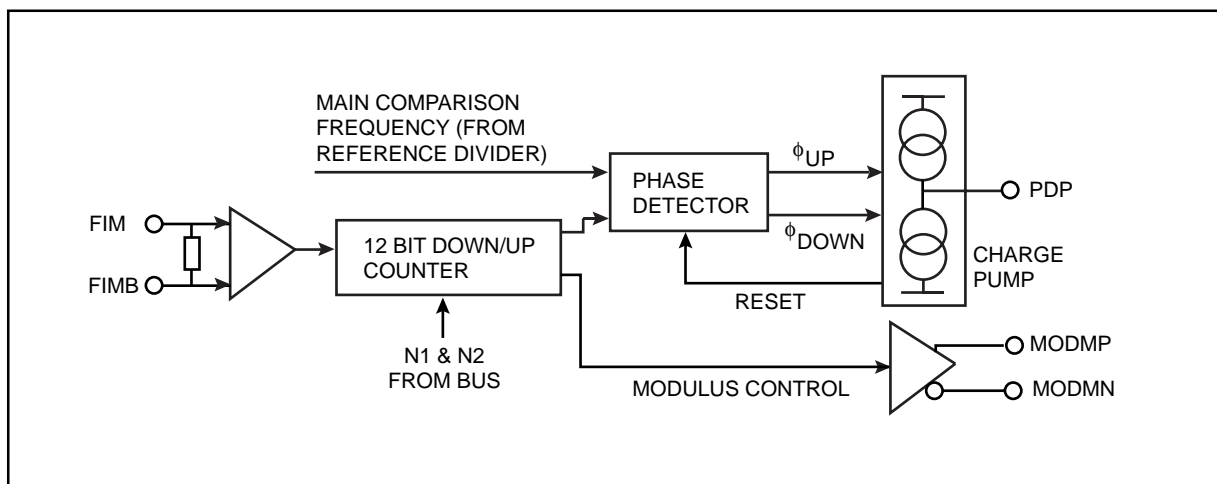 MAIN COMPARISON
FREQUENCY (FROM
REFERENCE DIVIDER)
FIM
FIMB
12 BIT DOWN/UP
COUNTER
N1 & N2
FROM BUS
PHASE
DETECTOR
ϕUP
ϕDOWN
RESET
CHARGE
PUMP
PDP
MODULUS CONTROL
MODMP
MODMN